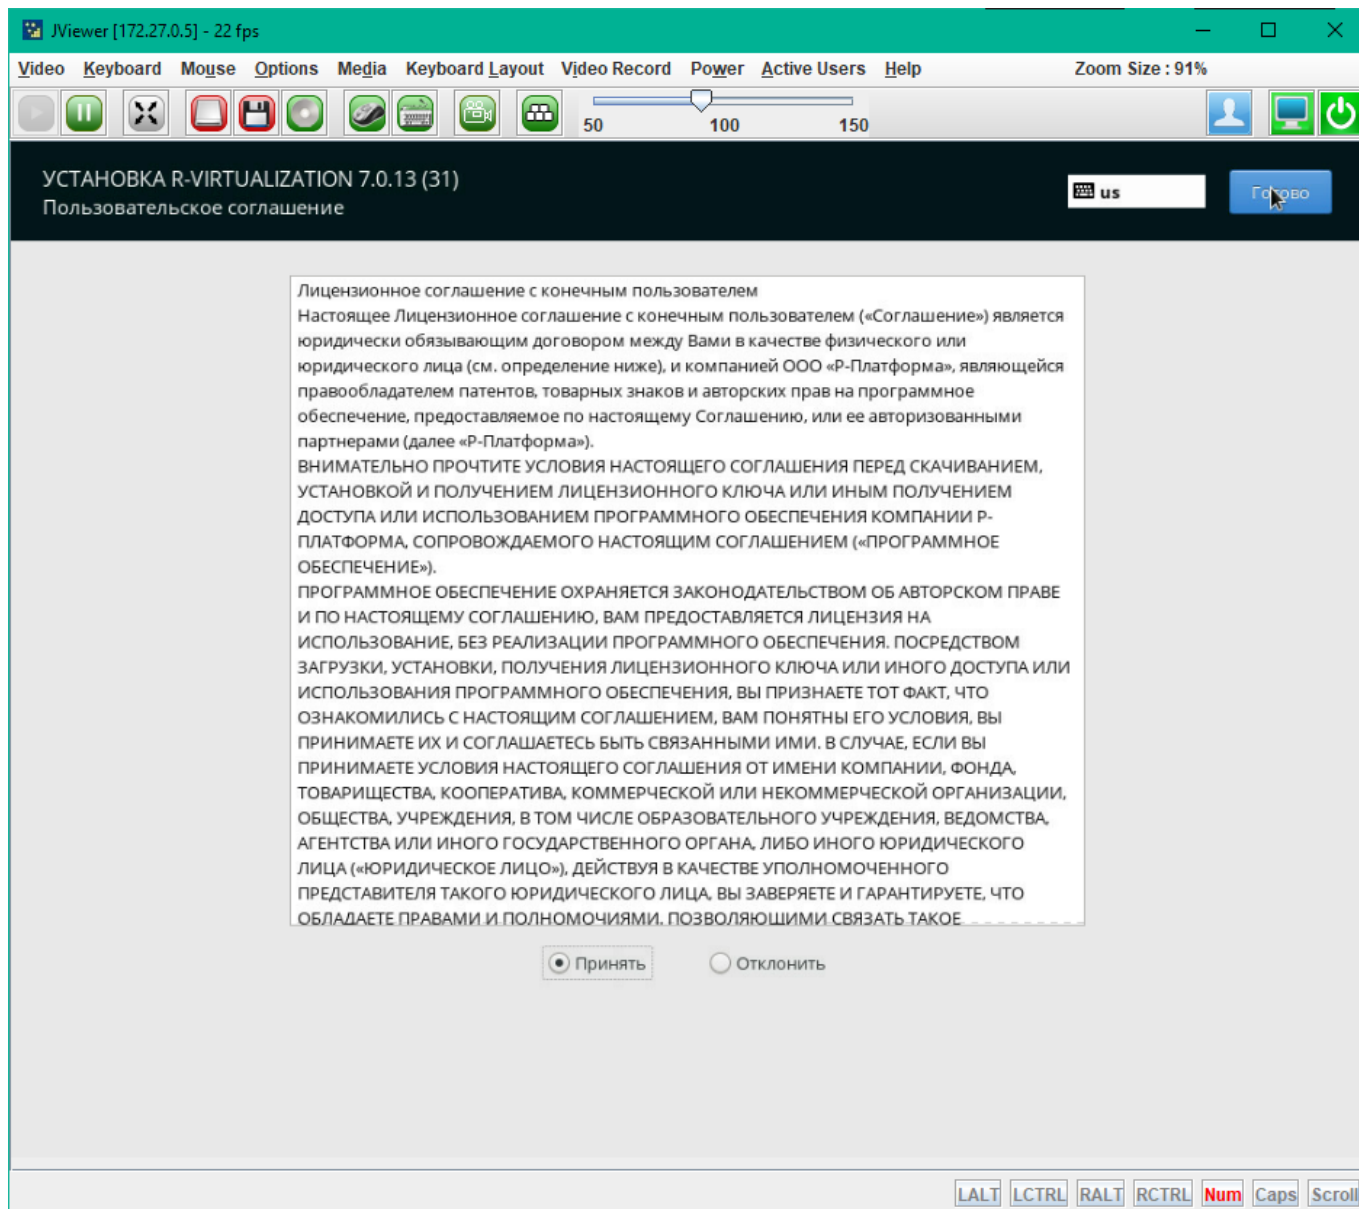 JViewer [172.27.0.5] - 22 fps
Video Keyboard Mouse Options Media Keyboard Layout Video Record Power Active Users Help Zoom Size : 91%
50 100 150
УСТАНОВКА R-VIRTUALIZATION 7.0.13 (31)
Пользовательское соглашение
us
Готово
Лицензионное соглашение с конечным пользователем
Настоящее Лицензионное соглашение с конечным пользователем («Соглашение») является
юридически обязывающим договором между Вами в качестве физического или
юридического лица (см. определение ниже), и компанией ООО «Р-Платформа», являющейся
правообладателем патентов, товарных знаков и авторских прав на программное
обеспечение, предоставляемое по настоящему Соглашению, или ее авторизованными
партнерами (далее «Р-Платформа»).
ВНИМАТЕЛЬНО ПРОЧТИТЕ УСЛОВИЯ НАСТОЯЩЕГО СОГЛАШЕНИЯ ПЕРЕД СКАЧИВАНИЕМ,
УСТАНОВКОЙ И ПОЛУЧЕНИЕМ ЛИЦЕНЗИОННОГО КЛЮЧА ИЛИ ИНЫМ ПОЛУЧЕНИЕМ
ДОСТУПА ИЛИ ИСПОЛЬЗОВАНИЕМ ПРОГРАММНОГО ОБЕСПЕЧЕНИЯ КОМПАНИИ Р-
ПЛАТФОРМА, СОПРОВОЖДАЕМОГО НАСТОЯЩИМ СОГЛАШЕНИЕМ («ПРОГРАММНОЕ
ОБЕСПЕЧЕНИЕ»).
ПРОГРАММНОЕ ОБЕСПЕЧЕНИЕ ОХРАНЯЕТСЯ ЗАКОНОДАТЕЛЬСТВОМ ОБ АВТОРСКОМ ПРАВЕ
И ПО НАСТОЯЩЕМУ СОГЛАШЕНИЮ, ВАМ ПРЕДОСТАВЛЯЕТСЯ ЛИЦЕНЗИЯ НА
ИСПОЛЬЗОВАНИЕ, БЕЗ РЕАЛИЗАЦИИ ПРОГРАММНОГО ОБЕСПЕЧЕНИЯ. ПОСРЕДСТВОМ
ЗАГРУЗКИ, УСТАНОВКИ, ПОЛУЧЕНИЯ ЛИЦЕНЗИОННОГО КЛЮЧА ИЛИ ИНОГО ДОСТУПА ИЛИ
ИСПОЛЬЗОВАНИЯ ПРОГРАММНОГО ОБЕСПЕЧЕНИЯ, ВЫ ПРИЗНАЕТЕ ТОТ ФАКТ, ЧТО
ОЗНАКОМИЛИСЬ С НАСТОЯЩИМ СОГЛАШЕНИЕМ, ВАМ ПОНЯТНЫ ЕГО УСЛОВИЯ, ВЫ
ПРИНИМАЕТЕ ИХ И СОГЛАШАЕТЕСЬ БЫТЬ СВЯЗАННЫМИ ИМИ. В СЛУЧАЕ, ЕСЛИ ВЫ
ПРИНИМАЕТЕ УСЛОВИЯ НАСТОЯЩЕГО СОГЛАШЕНИЯ ОТ ИМЕНИ КОМПАНИИ, ФОНДА,
ТОВАРИЩЕСТВА, КООПЕРАТИВА, КОММЕРЧЕСКОЙ ИЛИ НЕКОММЕРЧЕСКОЙ ОРГАНИЗАЦИИ,
ОБЩЕСТВА, УЧРЕЖДЕНИЯ, В ТОМ ЧИСЛЕ ОБРАЗОВАТЕЛЬНОГО УЧРЕЖДЕНИЯ, ВЕДОМСТВА,
АГЕНТСТВА ИЛИ ИНОГО ГОСУДАРСТВЕННОГО ОРГАНА, ЛИБО ИНОГО ЮРИДИЧЕСКОГО
ЛИЦА («ЮРИДИЧЕСКОЕ ЛИЦО»), ДЕЙСТВУЯ В КАЧЕСТВЕ УПОЛНОМОЧЕННОГО
ПРЕДСТАВИТЕЛЯ ТАКОГО ЮРИДИЧЕСКОГО ЛИЦА, ВЫ ЗАВЕРЯЕТЕ И ГАРАНТИРУЕТЕ, ЧТО
ОБЛАДАЕТЕ ПРАВАМИ И ПОЛНОМОЧИЯМИ, ПОЗВОЛЯЮЩИМИ СВЯЗАТЬ ТАКОЕ
Принять Отклонить
LALT LCTRL RALT RCTRL Num Caps Scroll